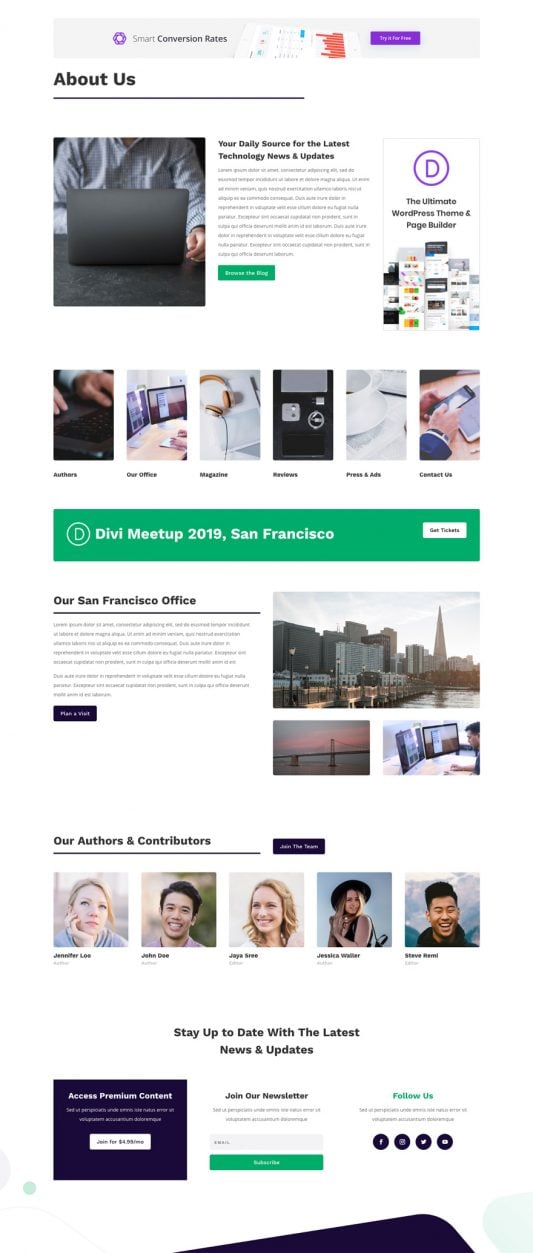 Smart Conversion Rates
Try It For Free
About Us
Your Daily Source for the Latest
Technology News & Updates
Lorem ipsum dolor sit amet, consectetur adipiscing elit, sed do
eiusmod tempor incididunt ut labore et dolore magna aliqua. Ut enim
ad minim veniam, quis nostrud exercitation ullamco laboris nisi ut
aliquip ex ea commodo consequat. Duis aute irure dolor in
reprehenderit in voluptate velit esse cillum dolore eu fugiat nulla
pariatur. Excepteur sint occaecat cupidatat non proident, sunt in
culpa qui officia deserunt mollit anim id est laborum. Duis aute irure
dolor in reprehenderit in voluptate velit esse cillum dolore eu fugiat
nulla pariatur. Excepteur sint occaecat cupidatat non proident, sunt in
culpa qui officia deserunt mollit anim id est laborum.
Browse the Blog
D
The Ultimate
WordPress Theme &
Page Builder
Authors
Our Office
Magazine
Reviews
Press & Ads
Contact Us
D Divi Meetup 2019, San Francisco
Get Tickets
Our San Francisco Office
Lorem ipsum dolor sit amet, consectetur adipiscing elit, sed do eiusmod tempor incididunt
ut labore et dolore magna aliqua. Ut enim ad minim veniam, quis nostrud exercitation
ullamco laboris nisi ut aliquip ex ea commodo consequat. Duis aute irure dolor in
reprehenderit in voluptate velit esse cillum dolore eu fugiat nulla pariatur. Excepteur sint
occaecat cupidatat non proident, sunt in culpa qui officia deserunt mollit anim id est
Duis aute irure dolor in reprehenderit in voluptate velit esse cillum dolore eu fugiat nulla
pariatur. Excepteur sint occaecat cupidatat non proident, sunt in culpa qui officia deserunt
mollit anim id est laborum.
Plan a Visit
Our Authors & Contributors
Join The Team
Jennifer Loo
Author
John Doe
Author
Jaya Sree
Editor
Jessica Waller
Author
Steve Remi
Editor
Stay Up to Date With The Latest
News & Updates
Access Premium Content
Sed ut perspiciatis unde omnis iste natus error sit
voluptatem accusantium doloremque
Join for $4.99/mo
Join Our Newsletter
Sed ut perspiciatis unde omnis iste natus error sit
voluptatem accusantium doloremque
EMAIL
Subscribe
Follow Us
Sed ut perspiciatis unde omnis iste natus error sit
voluptatem accusantium doloremque